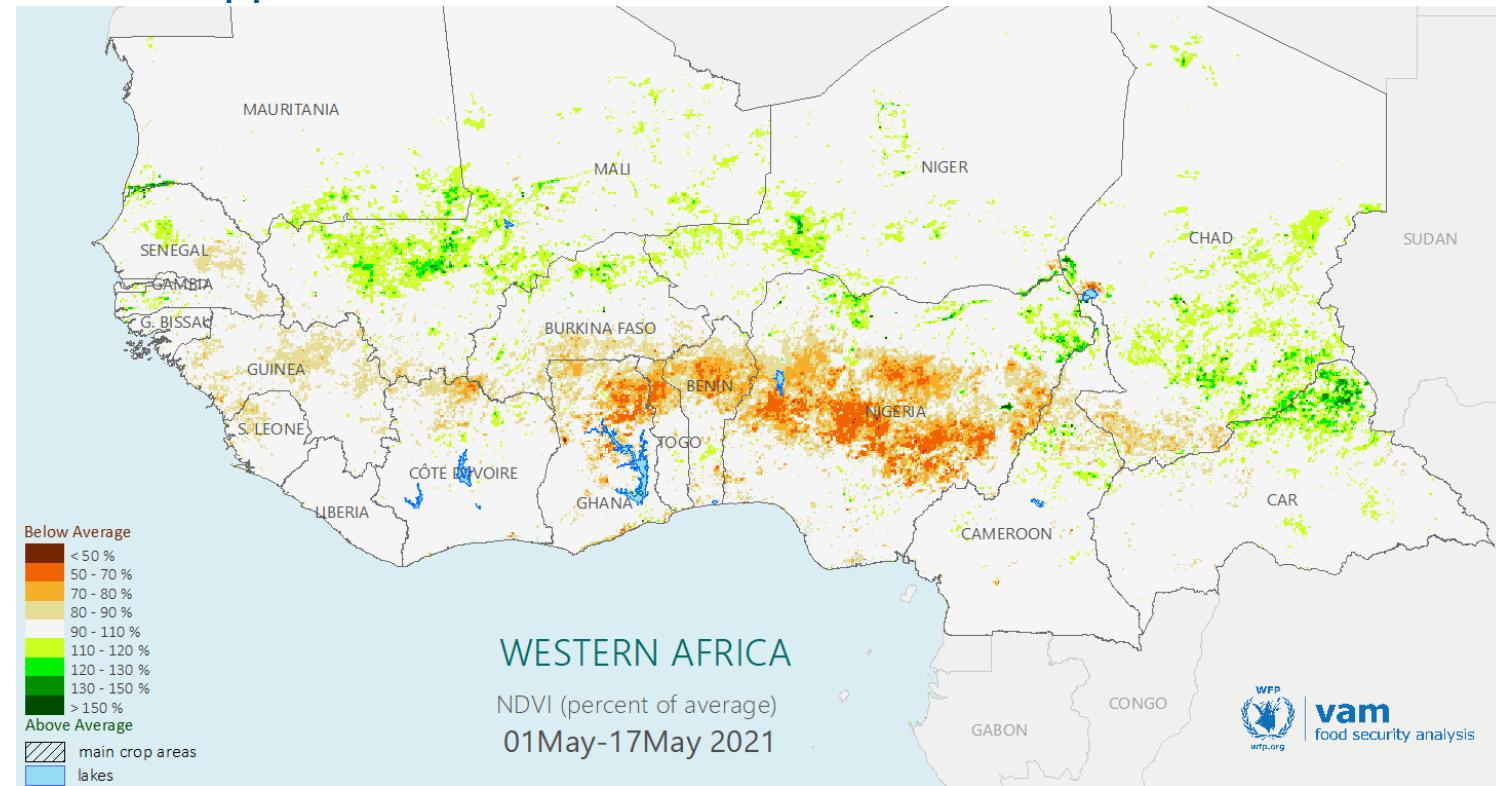 MAURITANIA
MALI
NIGER
CHAD
SUDAN
SENEGAL
GAMBIA
G. BISSAU
BURKINA FASO
GUINEA
BENIN
NIGERIA
S. LEONE
TOGO
CÔTE D'IVOIRE
GHANA
LIBERIA
CAR
CAMEROON
Below Average
< 50 %
50 - 70 %
70 - 80 %
80 - 90 %
90 - 110 %
110 - 120 %
120 - 130 %
130 - 150 %
> 150 %
Above Average
main crop areas
lakes
WESTERN AFRICA
NDVI (percent of average)
01May-17May 2021
GABON
CONGO
WFP
wfp.org
vam
food security analysis